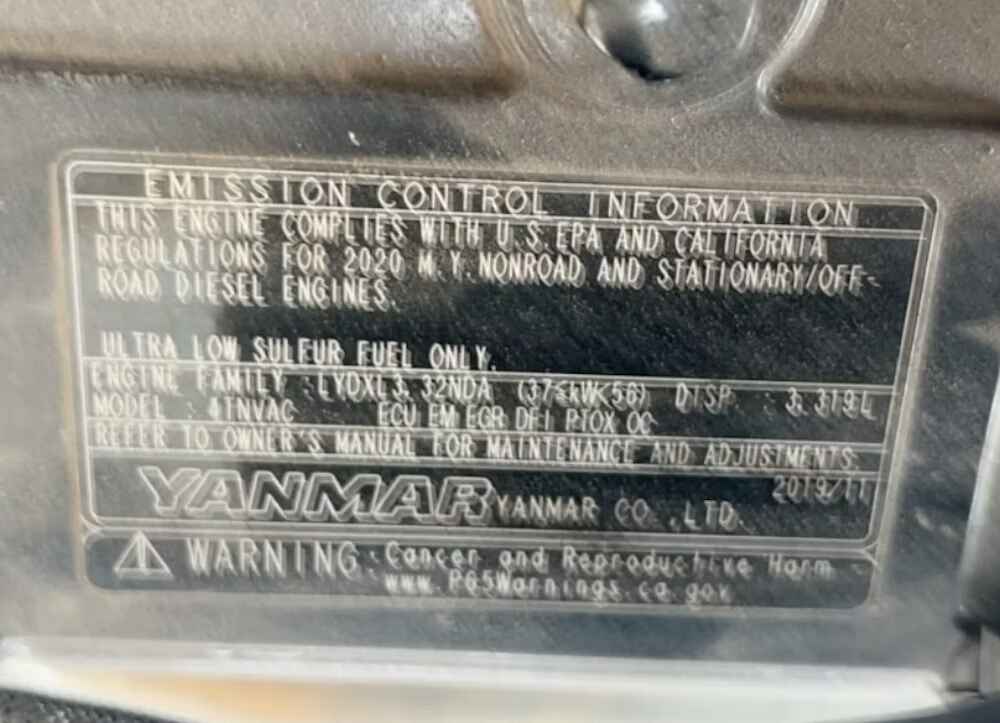 EMISSION CONTROL INFORMATION
THIS ENGINE COMPLIES WITH U.S.EPA AND CALIFORNIA
REGULATIONS FOR 2020 M.Y.NONROAD AND STATIONARY/OFF-
ROAD DIESEL ENGINES.
ULTRA LOW SULFUR FUEL ONLY.
ENGINE FAMILY : LYDXL3.32NDA (37≤kW<56) DISP : 3.319L
MODEL : 4TNVAC ECU EM EGR DFI PTOX OC
REFER TO OWNER'S MANUAL FOR MAINTENANCE AND ADJUSTMENTS.
2019/11
YANMAR YANMAR CO.,LTD.
WARNING: Cancer and Reproductive Harm -
www.P65Warnings.ca.gov